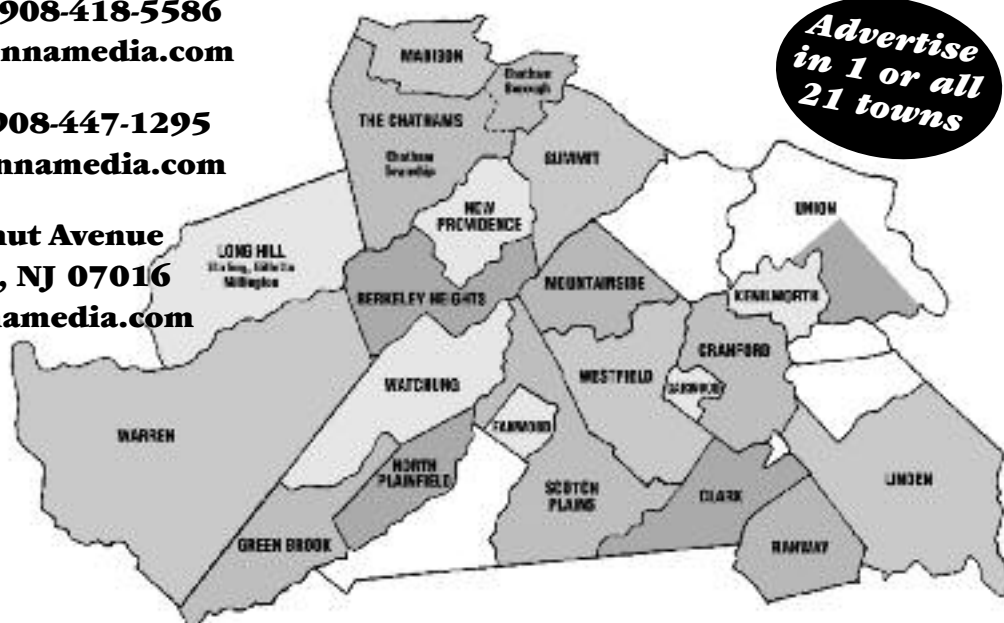 908-418-5586
nnamedia.com
908-447-1295
nnamedia.com
nut Avenue
, NJ 07016
namedia.com
Advertise
in 1 or all
21 towns
MADISON
Chatham
Borough
THE CHATHAMS
Chatham
Township
SUMMIT
NEW
PROVIDENCE
UNION
LONG HILL
Millington
BERKELEY HEIGHTS
MOUNTAINSIDE
KENILWORTH
CRANFORD
WATCHUNG
WESTFIELD
GARWOOD
WARREN
FANWOOD
NORTH
PLAINFIELD
SCOTCH
PLAINS
CLARK
LINDEN
GREEN BROOK
RAHWAY